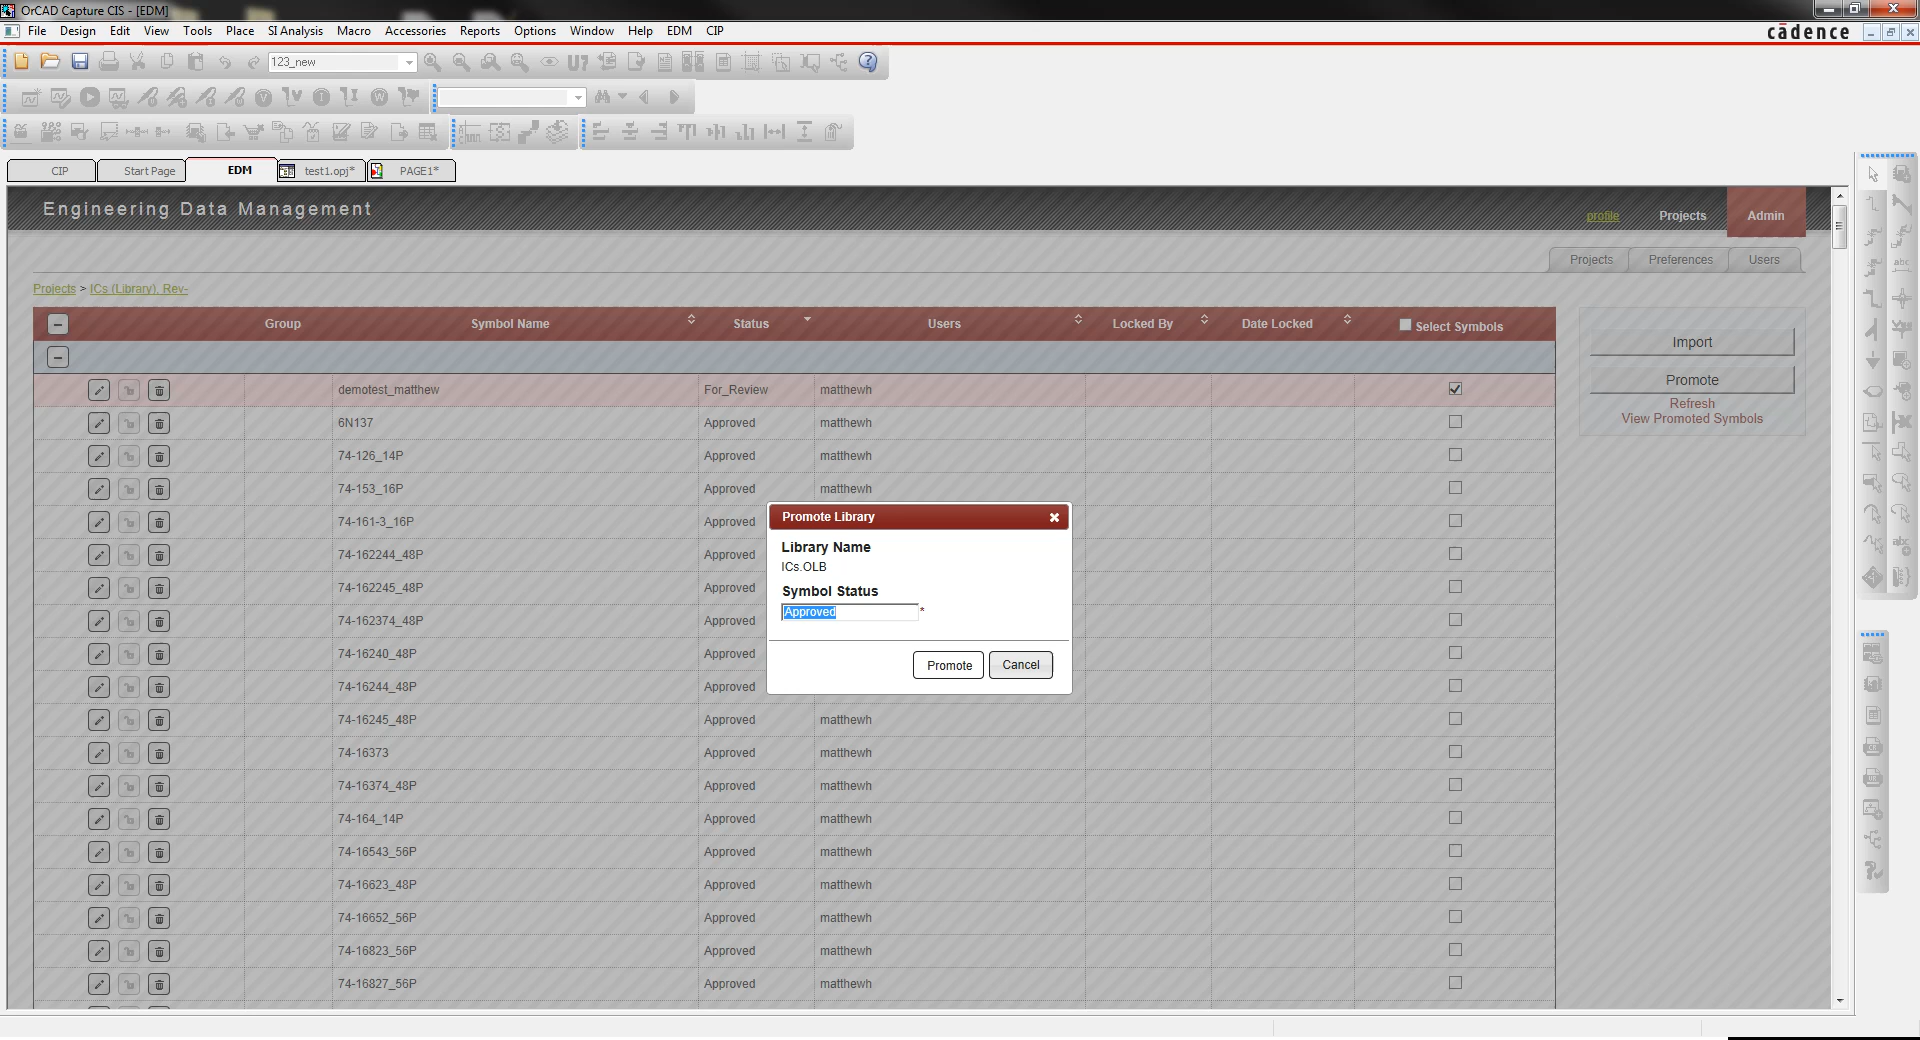 OrCAD Capture CIS - [EDM]
File Design Edit View Tools Place SI Analysis Macro Accessories Reports Options Window Help EDM CIP
cādence
123_new
CIP Start Page EDM test1.opj* PAGE1*
Engineering Data Management
profile Projects Admin
Projects Preferences Users
Projects > ICs (Library), Rev-
Group Symbol Name Status Users Locked By Date Locked Select Symbols
Import
Promote
Refresh
View Promoted Symbols
demotest_matthew For_Review matthewh
6N137 Approved matthewh
74-126_14P Approved matthewh
74-153_16P Approved matthewh
74-161-3_16P Approved
74-162244_48P Approved
74-162245_48P Approved
74-162374_48P Approved
74-16240_48P Approved
74-16244_48P Approved
74-16245_48P Approved matthewh
74-16373 Approved matthewh
74-16374_48P Approved matthewh
74-164_14P Approved matthewh
74-16543_56P Approved matthewh
74-16623_48P Approved matthewh
74-16652_56P Approved matthewh
74-16823_56P Approved matthewh
74-16827_56P Approved matthewh
Promote Library
Library Name
ICs.OLB
Symbol Status
Approved *
Promote Cancel